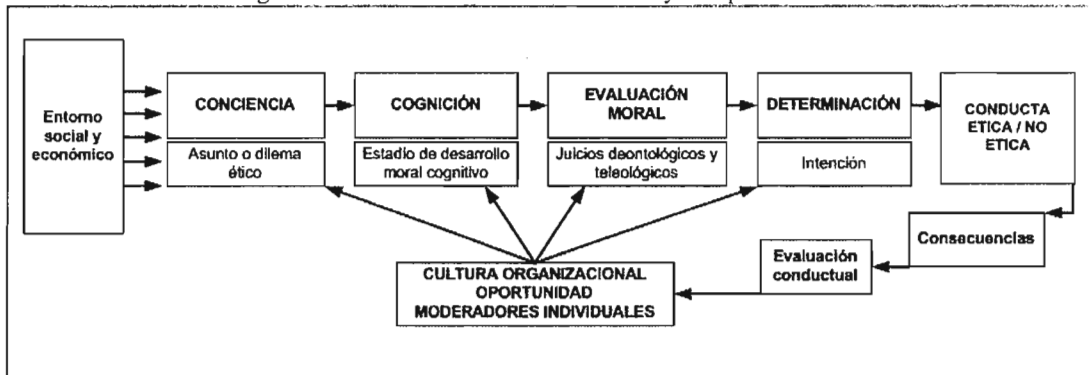 Entorno
social y
económico
CONCIENCIA
Asunto o dilema
ético
COGNICIÓN
Estadio de desarrollo
moral cognitivo
EVALUACIÓN
MORAL
Juicios deontológicos y
teleológicos
DETERMINACIÓN
Intención
CONDUCTA
ETICA / NO
ETICA
Consecuencias
Evaluación
conductual
CULTURA ORGANIZACIONAL
OPORTUNIDAD
MODERADORES INDIVIDUALES